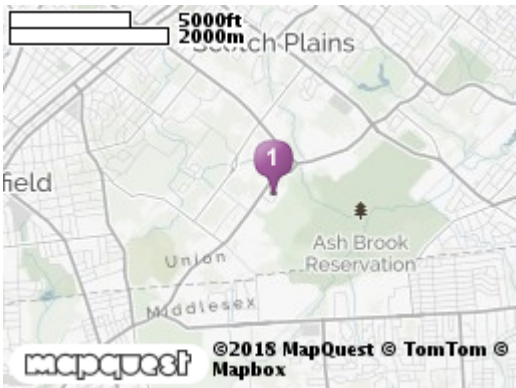 5000ft
2000m
Scotch Plains
1
field
Ash Brook
Reservation
Union
Middlesex
mapquest
©2018 MapQuest © TomTom ©
Mapbox